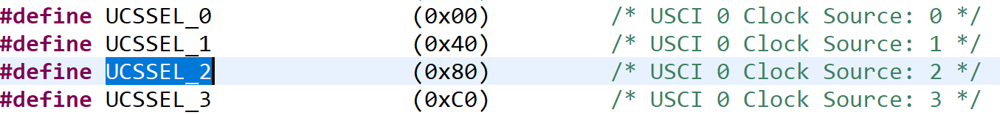 #define UCSSEL_0 (0x00) /* USCI 0 Clock Source: 0 */
#define UCSSEL_1 (0x40) /* USCI 0 Clock Source: 1 */
#define UCSSEL_2 (0x80) /* USCI 0 Clock Source: 2 */
#define UCSSEL_3 (0xC0) /* USCI 0 Clock Source: 3 */